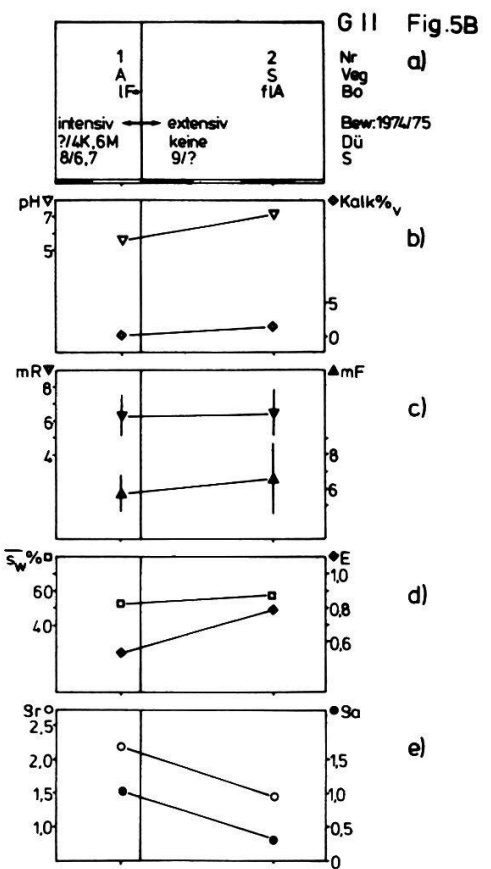 G II Fig.5B
1 2 Nr a)
A S Veg
lF flA Bo
intensiv extensiv Bew:1974/75
?/4K,6M keine Dü
8/6,7 9/? S
pH Kalk%v
7
5
5
0
b)
mR mF
8
6
4
8
6
c)
s̅w% E
60
40
1,0
0,8
0,6
d)
gr ga
2,5
2,0
1,5
1,0
1,5
1,0
0,5
0
e)